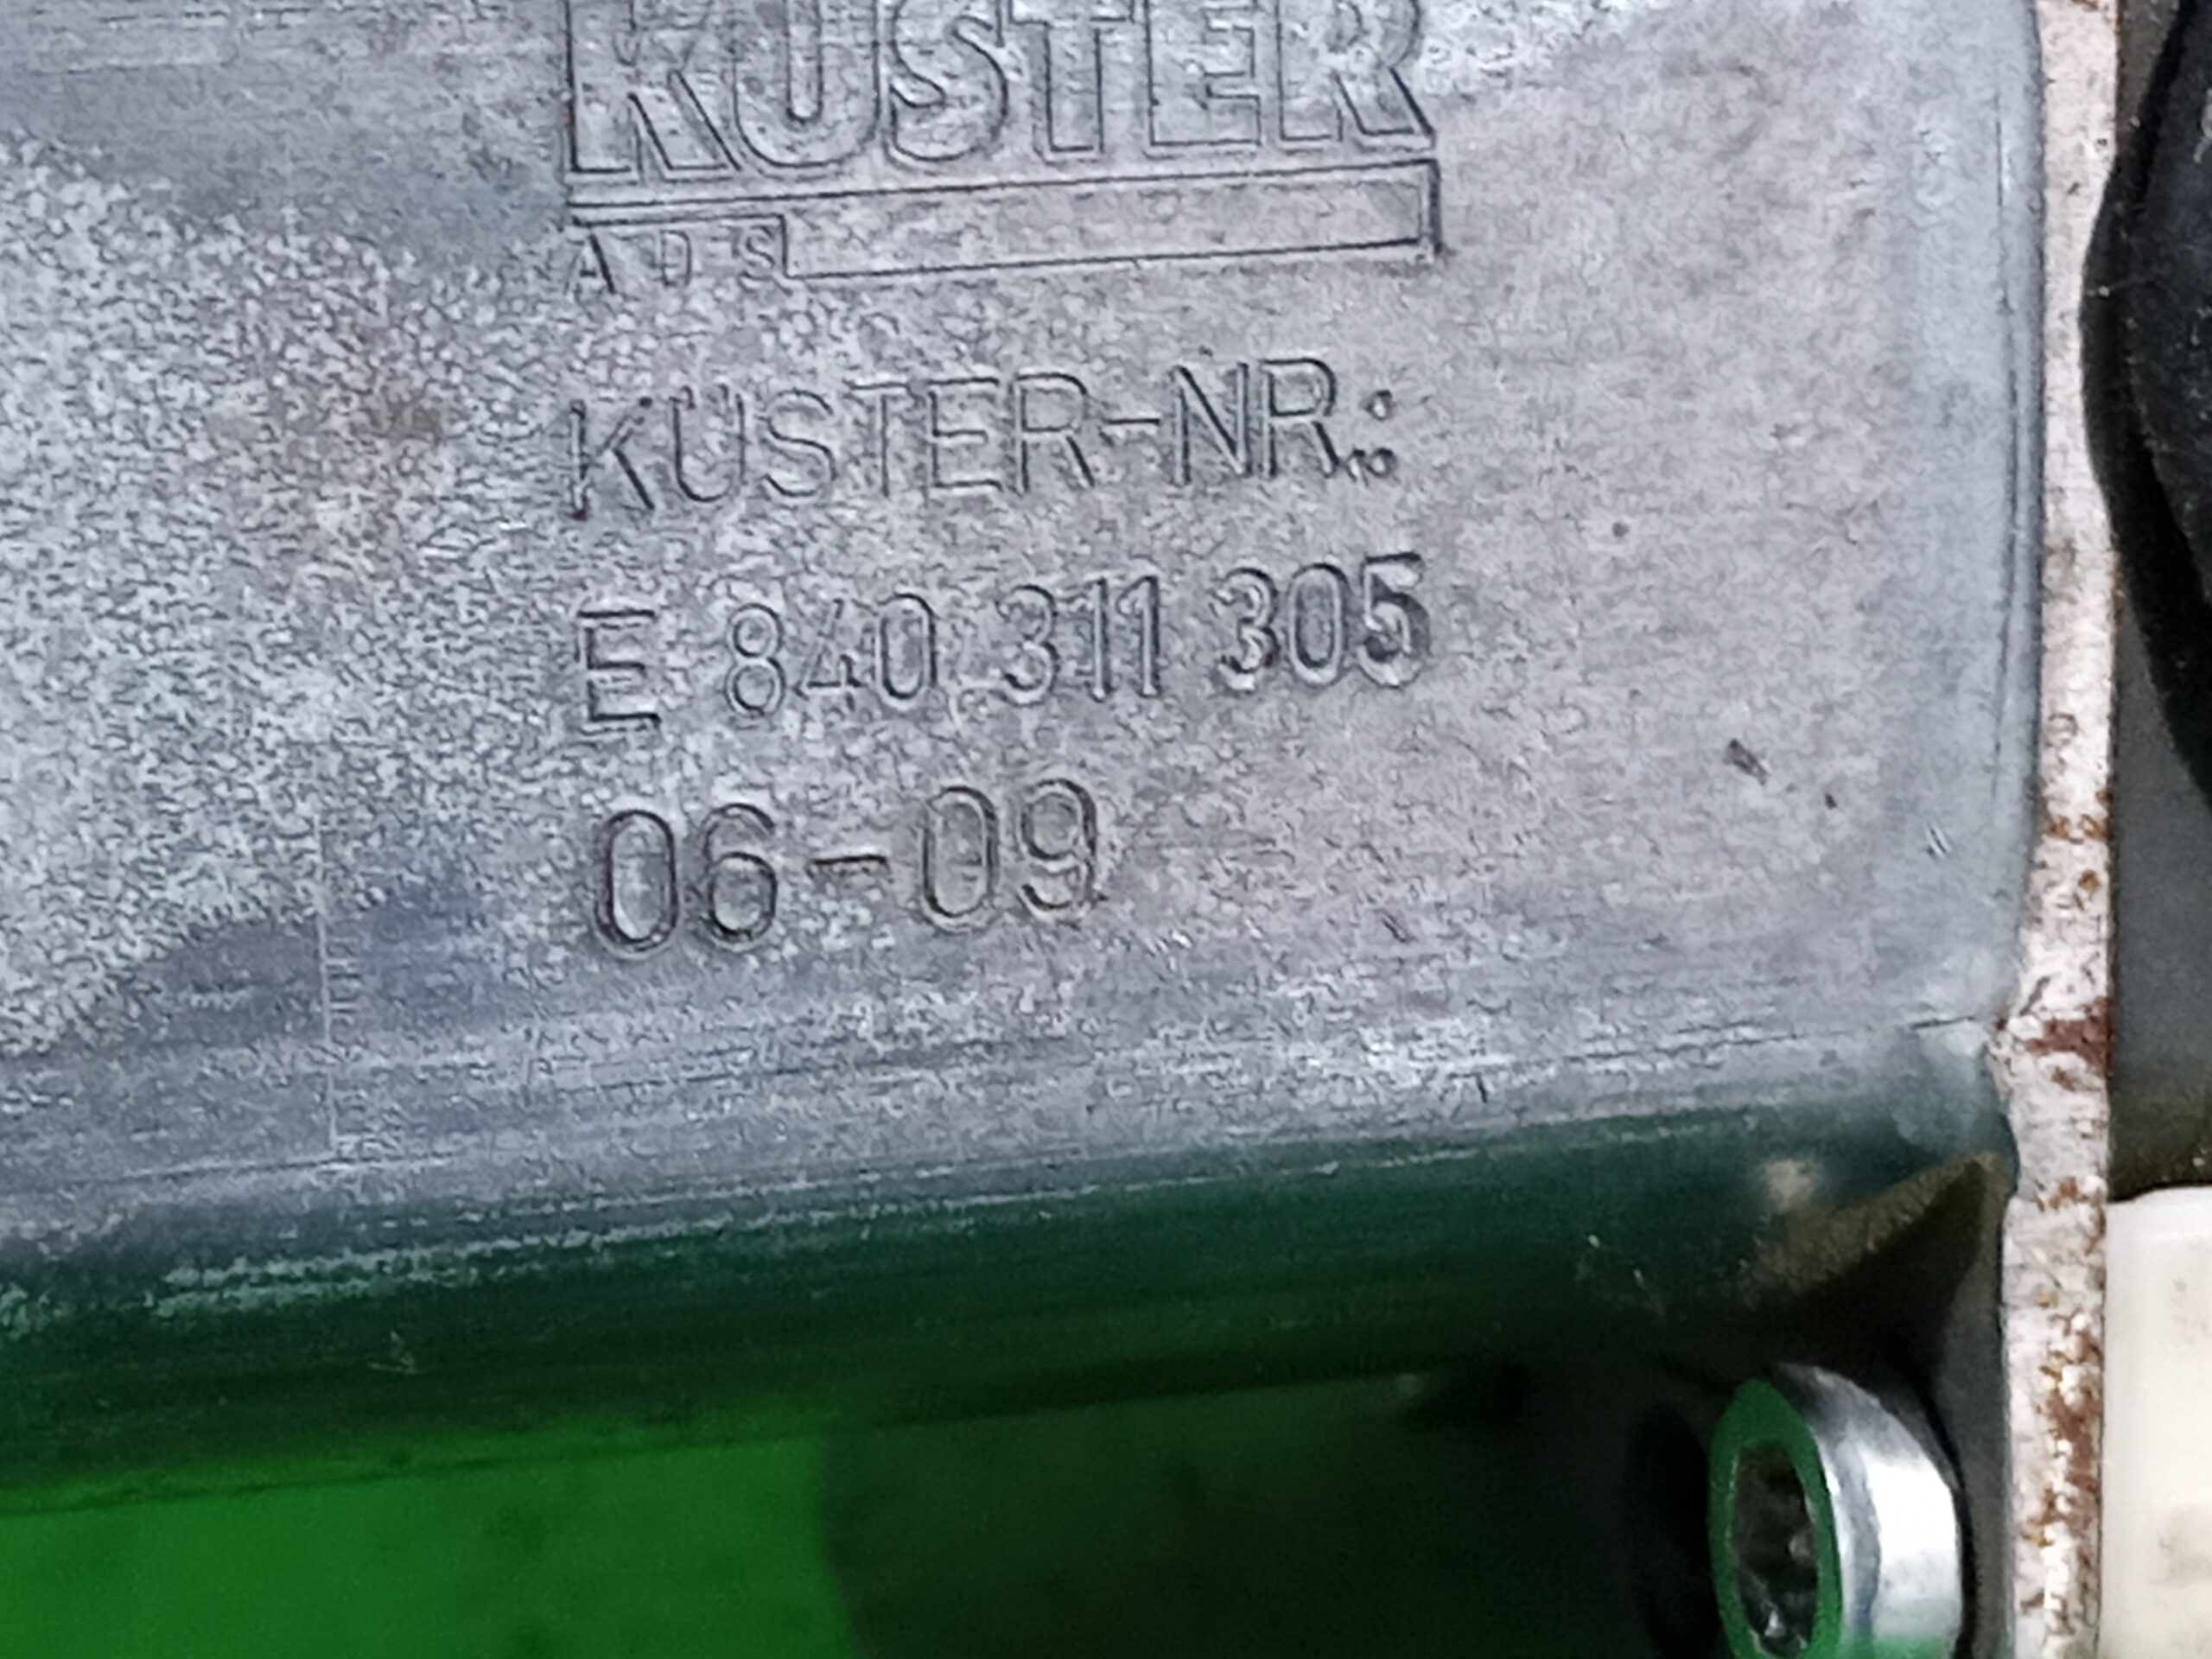 KUSTER
ADS
KUSTER-NR.:
E 840 311 305
06-09